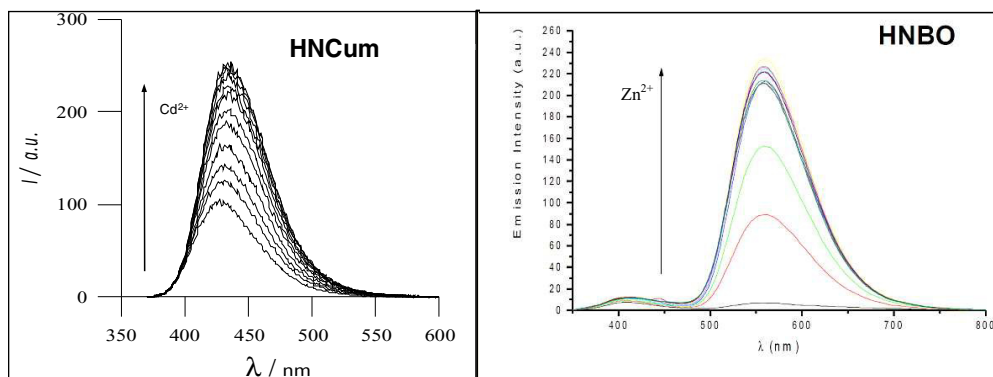 HNCum
300
200
100
0
I / a.u.
Cd²⁺
350 400 450 500 550 600
λ / nm
HNBO
260
240
220
200
180
160
140
120
100
80
60
40
20
0
Emission Intensity (a.u.)
Zn²⁺
400 500 600 700 800
λ (nm)